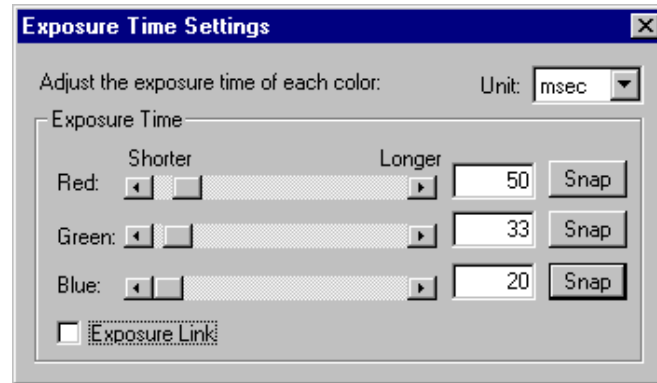 Exposure Time Settings
Adjust the exposure time of each color: Unit: msec
Exposure Time
Shorter Longer
Red: 50 Snap
Green: 33 Snap
Blue: 20 Snap
Exposure Link